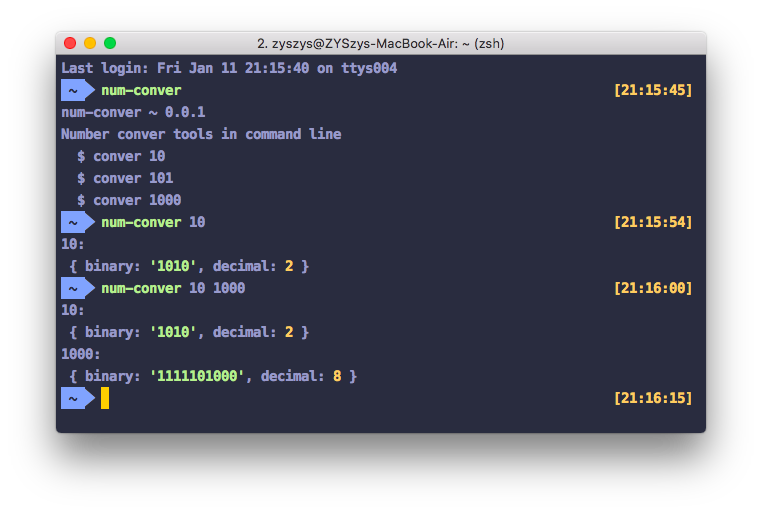 2. zyszys@ZYSzys-MacBook-Air: ~ (zsh)
Last login: Fri Jan 11 21:15:40 on ttys004
~ num-conver [21:15:45]
num-conver ~ 0.0.1
Number conver tools in command line
$ conver 10
$ conver 101
$ conver 1000
~ num-conver 10 [21:15:54]
10:
{ binary: '1010', decimal: 2 }
~ num-conver 10 1000 [21:16:00]
10:
{ binary: '1010', decimal: 2 }
1000:
{ binary: '1111101000', decimal: 8 }
~ [21:16:15]